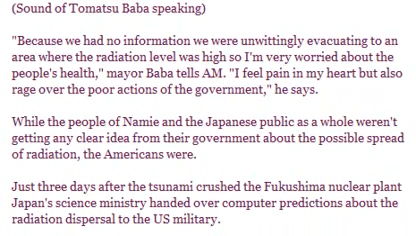 (Sound of Tomatsu Baba speaking)
"Because we had no information we were unwittingly evacuating to an
area where the radiation level was high so I'm very worried about the
people's health," mayor Baba tells AM. "I feel pain in my heart but also
rage over the poor actions of the government," he says.
While the people of Namie and the Japanese public as a whole weren't
getting any clear idea from their government about the possible spread
of radiation, the Americans were.
Just three days after the tsunami crushed the Fukushima nuclear plant
Japan's science ministry handed over computer predictions about the
radiation dispersal to the US military.